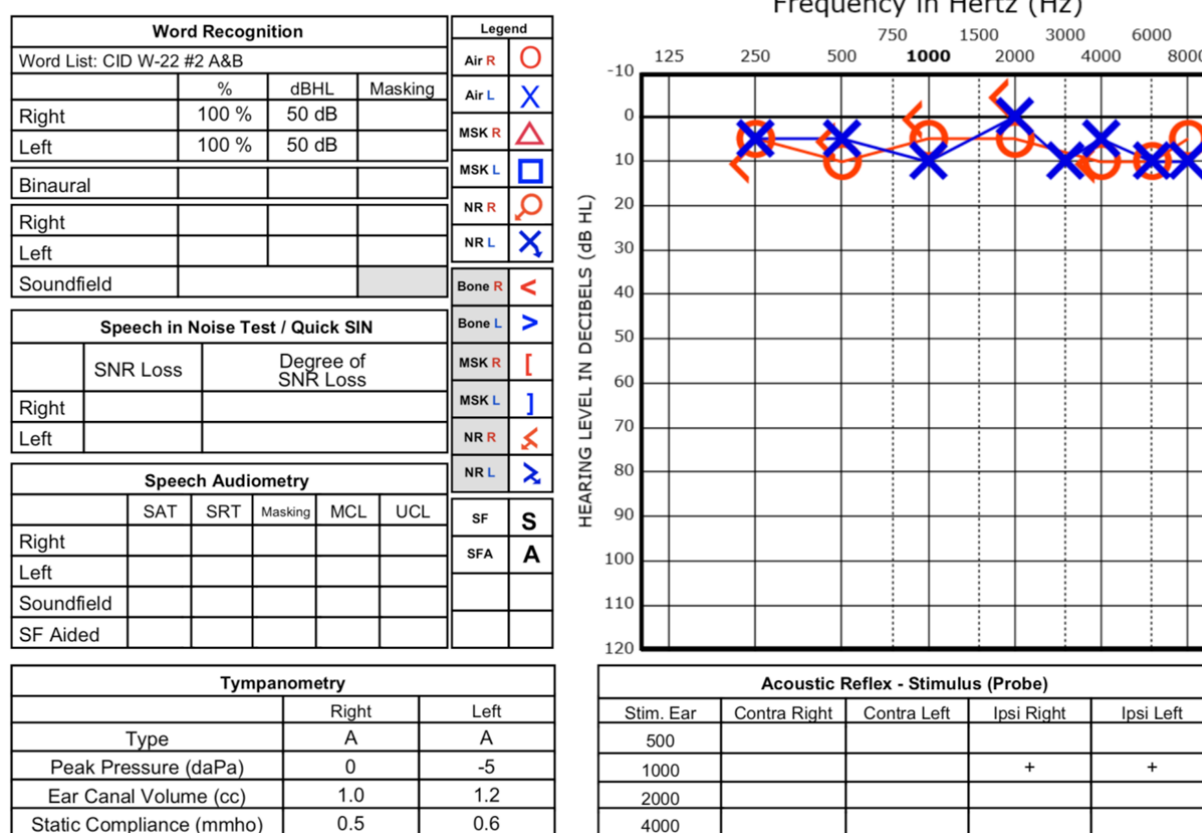 Word Recognition
Word List: CID W-22 #2 A&B
% dBHL Masking
Right 100 % 50 dB
Left 100 % 50 dB
Binaural
Right
Left
Soundfield
Speech in Noise Test / Quick SIN
SNR Loss Degree of
SNR Loss
Right
Left
Speech Audiometry
SAT SRT Masking MCL UCL
Right
Left
Soundfield
SF Aided
Legend
Air R O
Air L X
MSK R
MSK L
NR R
NR L
Bone R <
Bone L >
MSK R [
MSK L ]
NR R
NR L
SF S
SFA A
Frequency in Hertz (Hz)
750 1500 3000 6000
125 250 500 1000 2000 4000 8000
HEARING LEVEL IN DECIBELS (dB HL)
-10
0
10
20
30
40
50
60
70
80
90
100
110
120
Tympanometry
Right Left
Type A A
Peak Pressure (daPa) 0 -5
Ear Canal Volume (cc) 1.0 1.2
Static Compliance (mmho) 0.5 0.6
Acoustic Reflex - Stimulus (Probe)
Stim. Ear Contra Right Contra Left Ipsi Right Ipsi Left
500
1000 + +
2000
4000